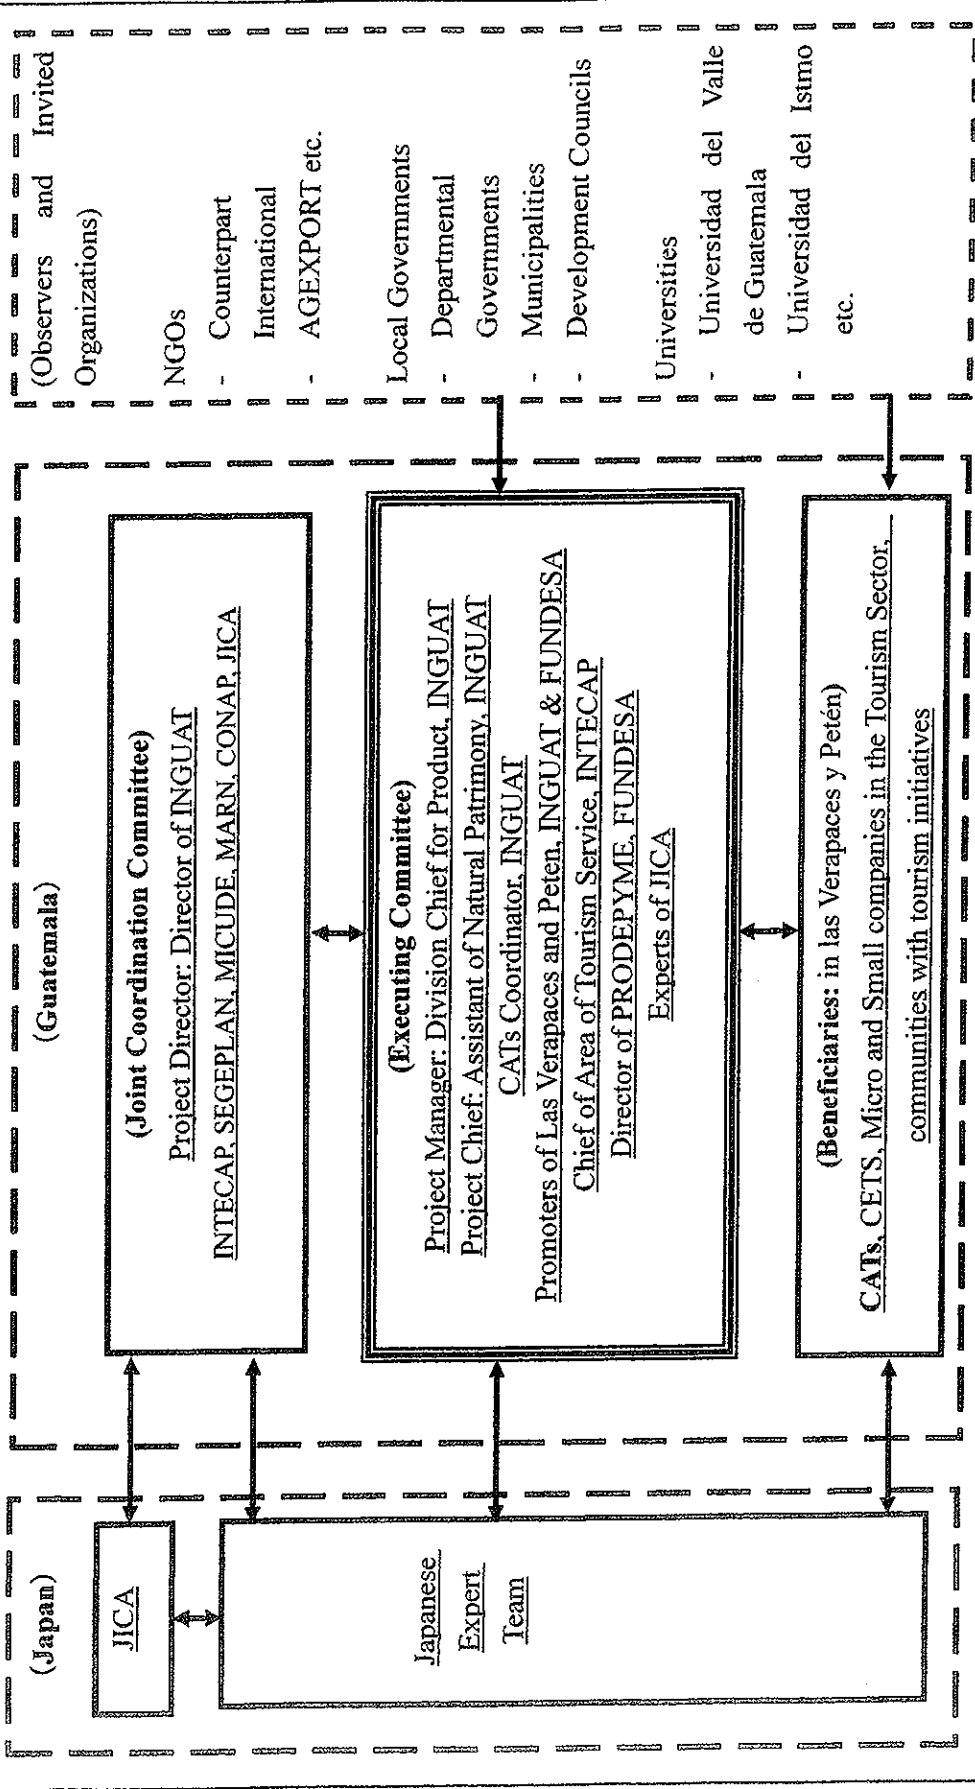 (Japan)
JICA
Japanese
Expert
Team
(Guatemala)
(Joint Coordination Committee)
Project Director: Director of INGUAT
INTECAP, SEGEPLAN, MICUDE, MARN, CONAP, JICA
(Executing Committee)
Project Manager: Division Chief for Product, INGUAT
Project Chief: Assistant of Natural Patrimony, INGUAT
CATs Coordinator, INGUAT
Promoters of Las Verapaces and Peten, INGUAT & FUNDESA
Chief of Area of Tourism Service, INTECAP
Director of PRODEPYME, FUNDESA
Experts of JICA
(Beneficiaries: in las Verapaces y Petén)
CATs, CETS, Micro and Small companies in the Tourism Sector,
communities with tourism initiatives
(Observers and Invited
Organizations)
NGOs
- Counterpart
International
- AGEXPORT etc.
Local Governments
- Departmental
Governments
- Municipalities
- Development Councils
Universities
- Universidad del Valle
de Guatemala
- Universidad del Istmo
etc.